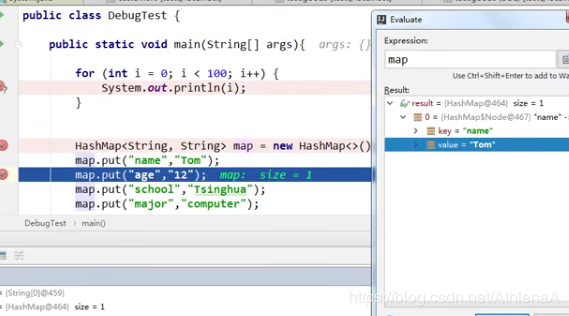 public class DebugTest {
public static void main(String[] args){ args: {}
for (int i = 0; i < 100; i++) {
System.out.println(i);
}
HashMap<String, String> map = new HashMap<>()
map.put("name","Tom");
map.put("age","12"); map: size = 1
map.put("school","Tsinghua");
map.put("major","computer");
DebugTest > main()
= {String[0]@459}
= {HashMap@464} size = 1
Evaluate
Expression:
map
Use Ctrl+Shift+Enter to add to Wa
Result:
result = {HashMap@464} size = 1
0 = {HashMap$Node@467} "name" -
key = "name"
value = "Tom"
https://blog.csdn.net/AthlenaA